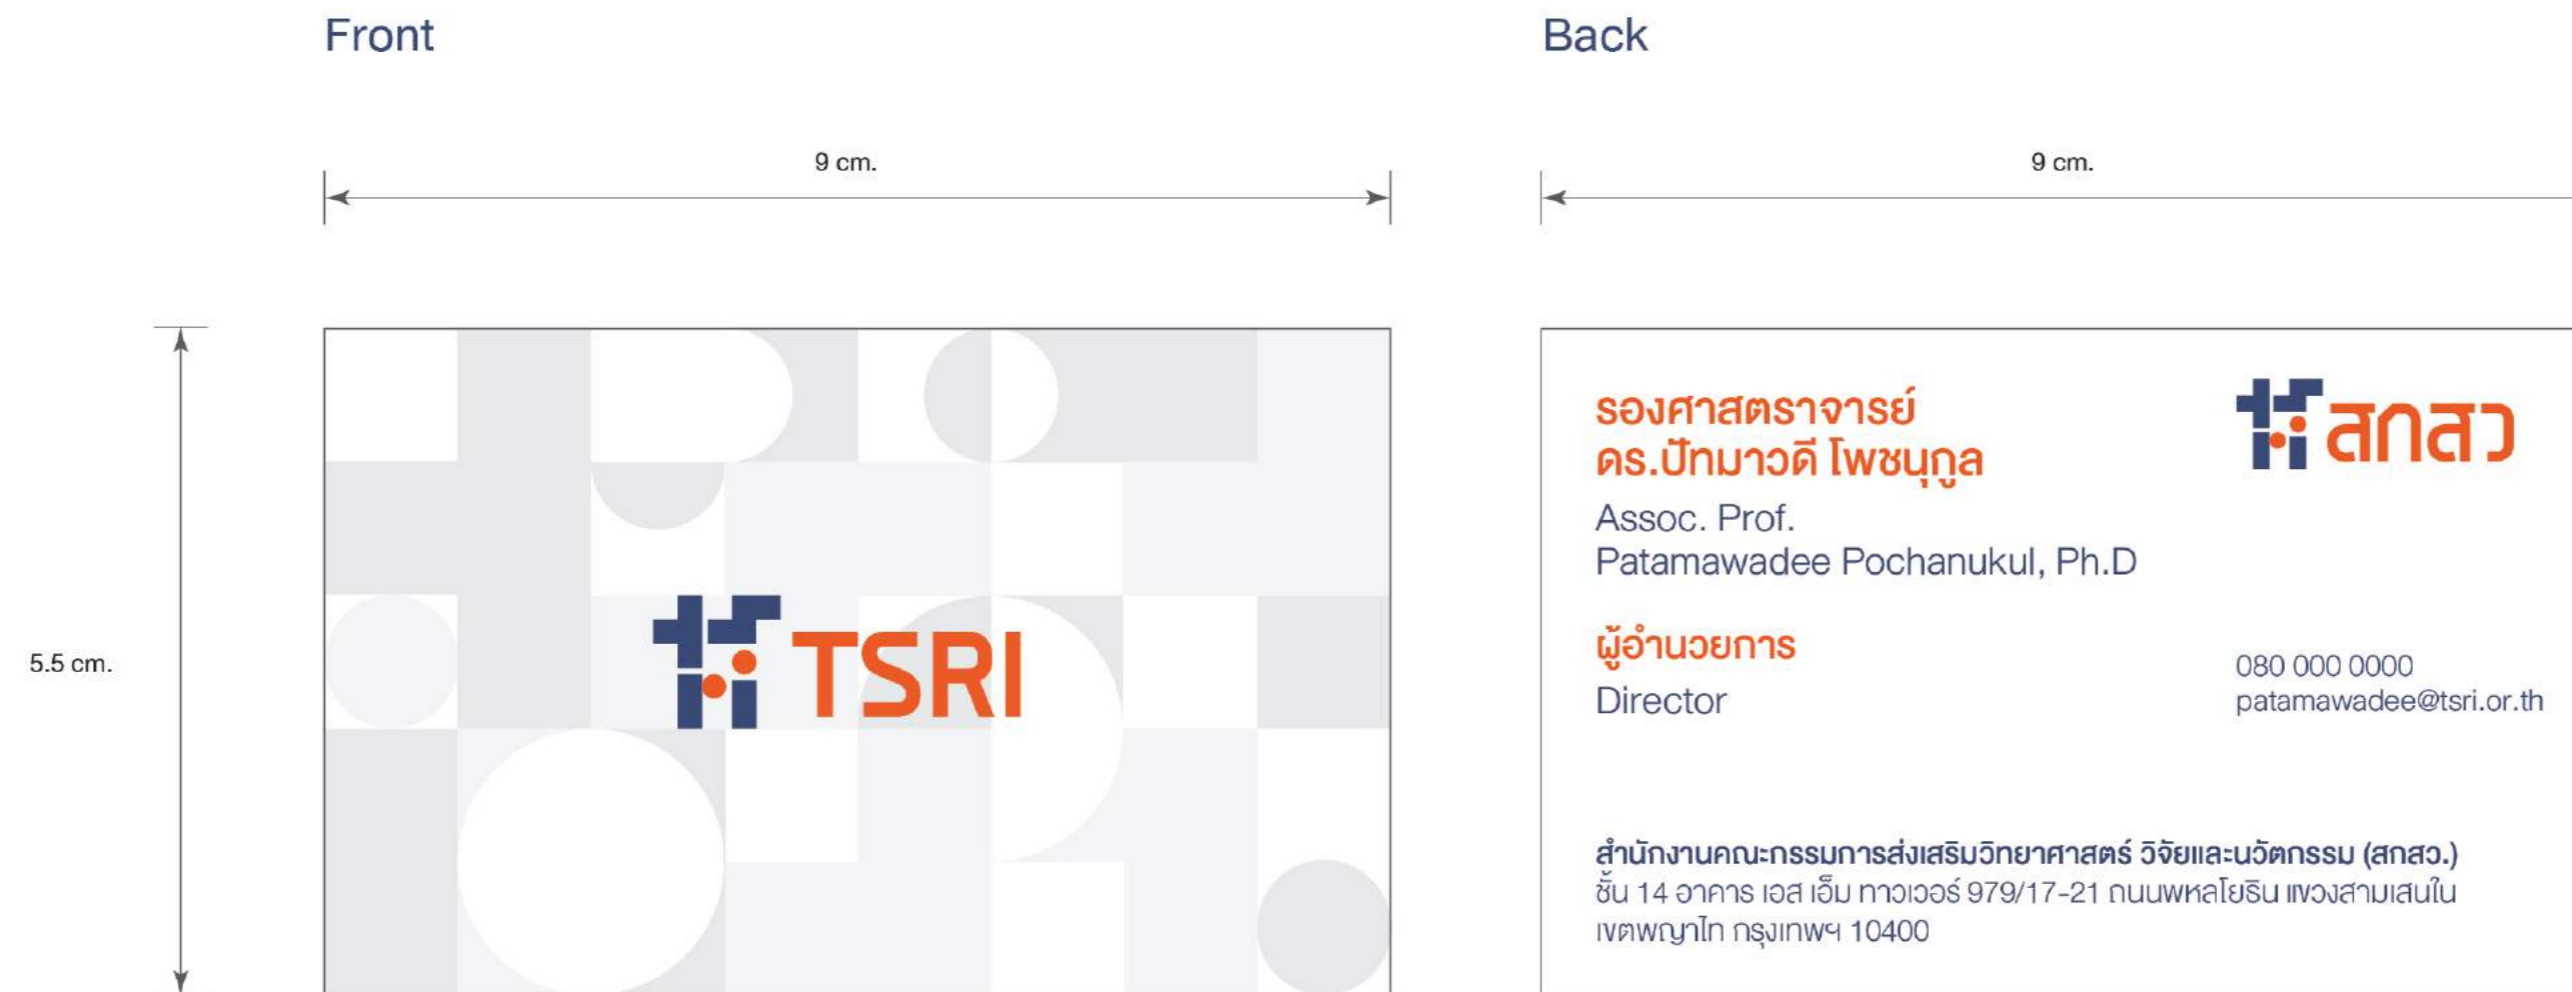 Front
Back
9 cm.
9 cm.
5.5 cm.
TSRI
รองศาสตราจารย์
ดร.ปัทมาวดี โพชนุกูล
สกสว
Assoc. Prof.
Patamawadee Pochanukul, Ph.D
ผู้อำนวยการ
Director
080 000 0000
patamawadee@tsri.or.th
สำนักงานคณะกรรมการส่งเสริมวิทยาศาสตร์ วิจัยและนวัตกรรม (สกสว.)
ชั้น 14 อาคาร เอส เอ็ม ทาวเวอร์ 979/17-21 ถนนพหลโยธิน แขวงสามเสนใน
เขตพญาไท กรุงเทพฯ 10400